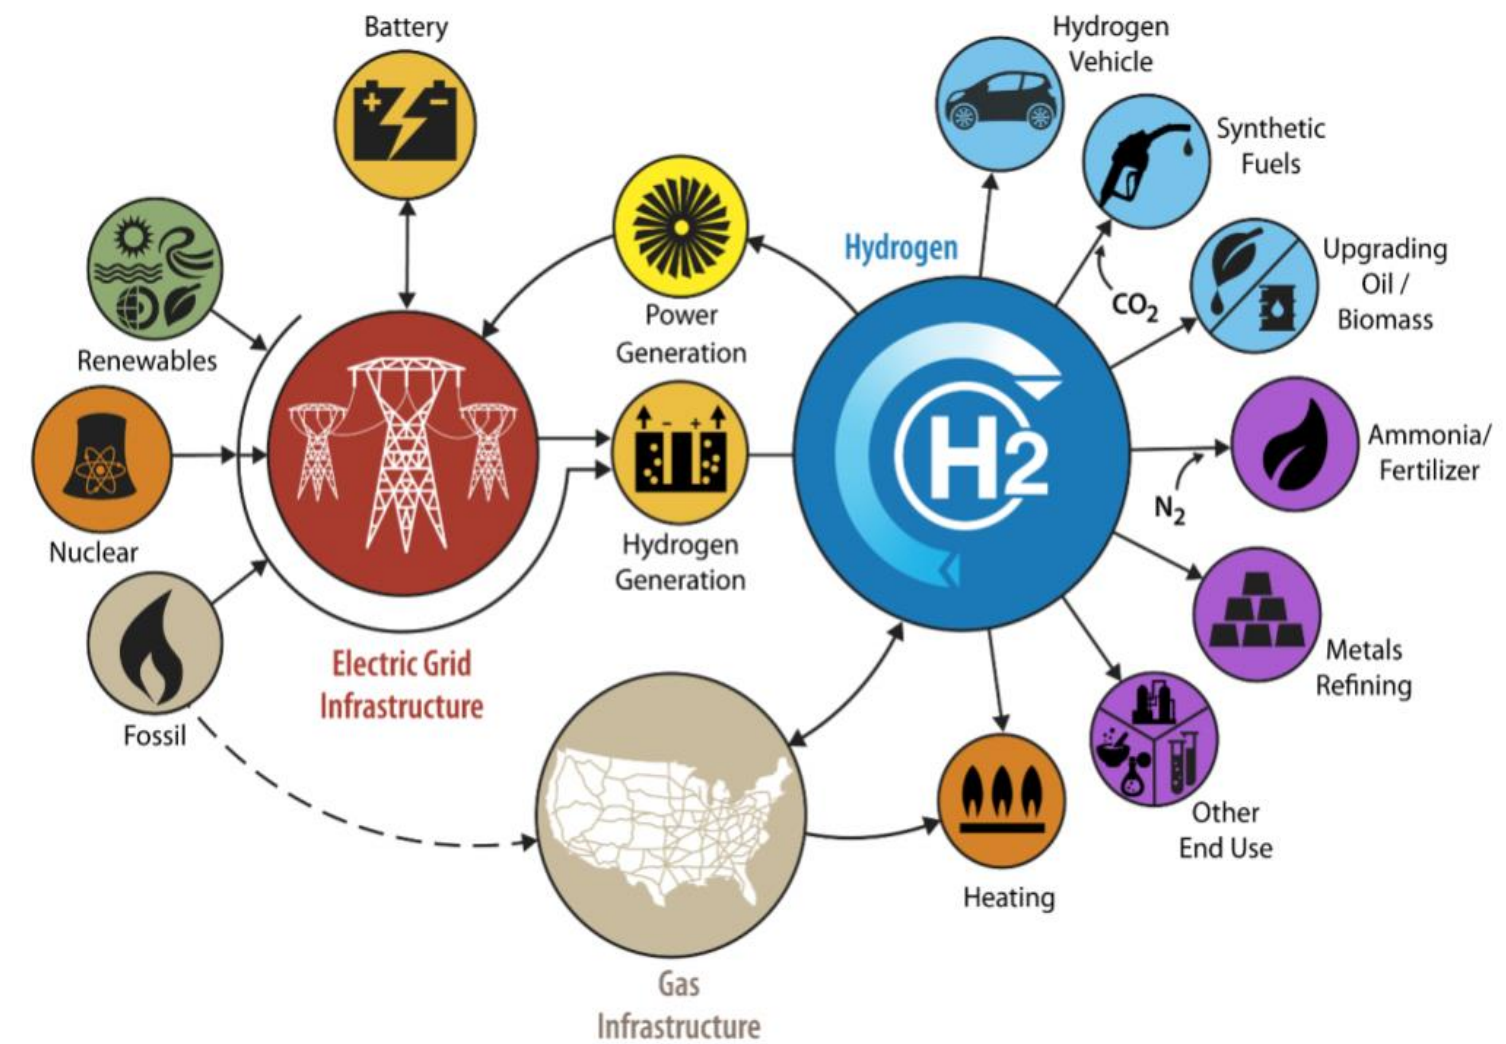 Battery
Hydrogen
Vehicle
Synthetic
Fuels
Renewables
Power
Generation
Hydrogen
CO2
Upgrading
Oil /
Biomass
Nuclear
H2
Ammonia/
Fertilizer
N2
Hydrogen
Generation
Electric Grid
Infrastructure
Fossil
Metals
Refining
Other
End Use
Heating
Gas
Infrastructure